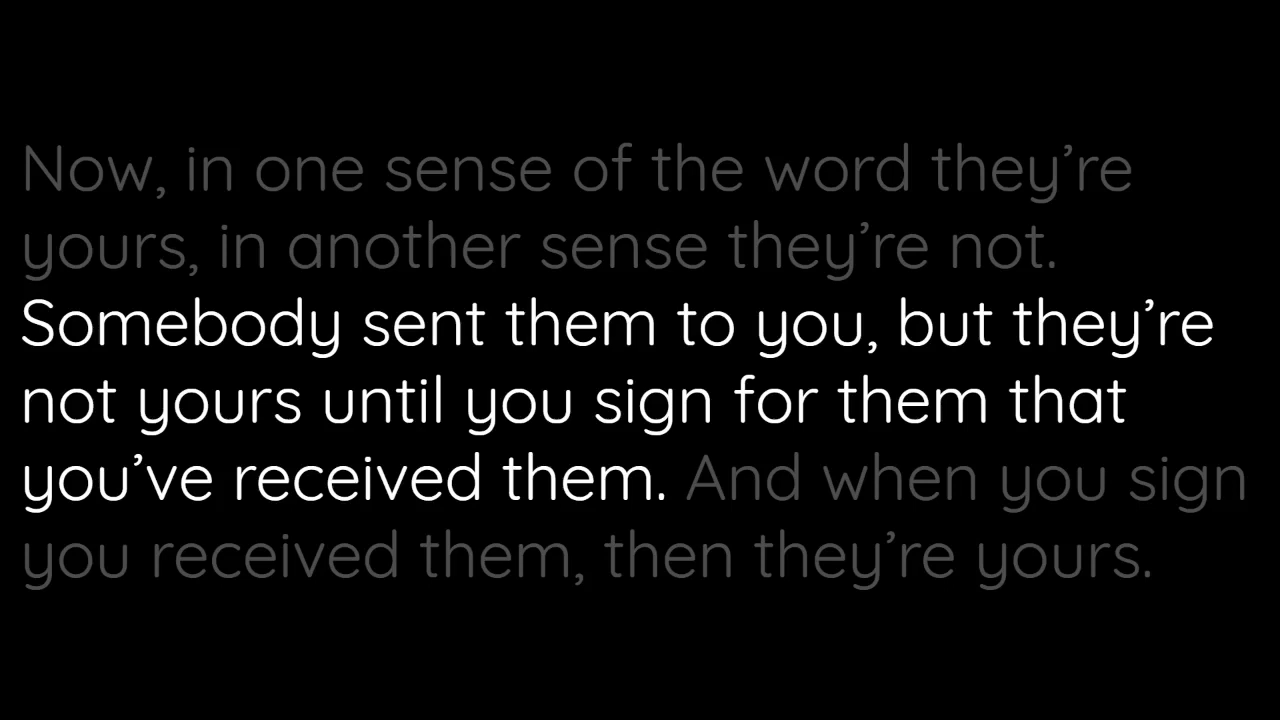 Now, in one sense of the word they’re
yours, in another sense they’re not.
Somebody sent them to you, but they’re
not yours until you sign for them that
you’ve received them. And when you sign
you received them, then they’re yours.